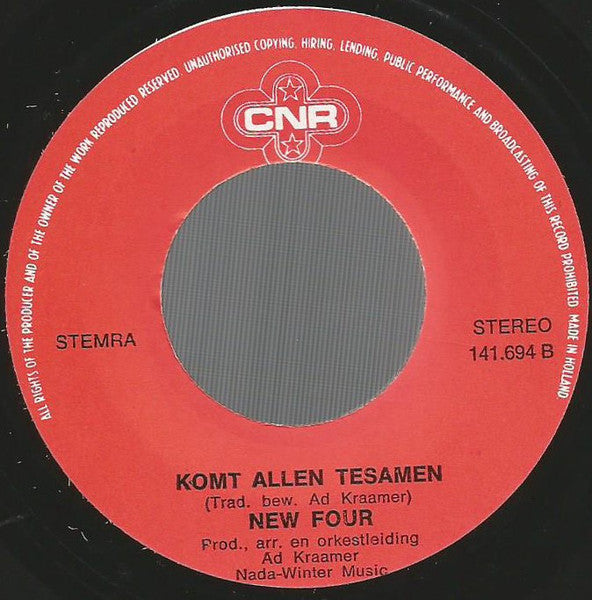 ALL RIGHTS OF THE PRODUCER AND OF THE OWNER OF THE WORK REPRODUCED RESERVED. UNAUTHORISED COPYING, HIRING, LENDING, PUBLIC PERFORMANCE AND BROADCASTING OF THIS RECORD PROHIBITED. MADE IN HOLLAND
CNR
STEMRA
STEREO
141.694 B
KOMT ALLEN TESAMEN
(Trad. bew. Ad Kraamer)
NEW FOUR
Prod., arr. en orkestleiding
Ad Kraamer
Nada-Winter Music